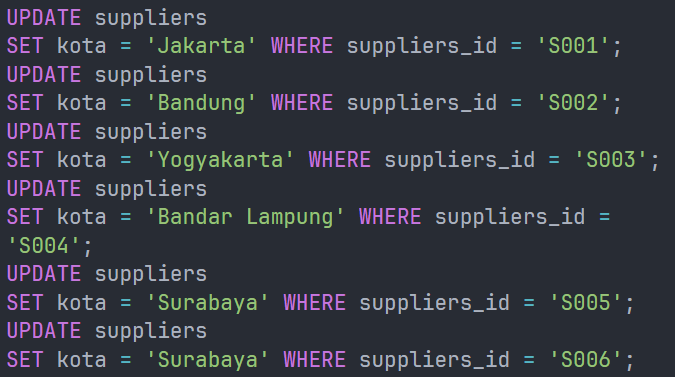 UPDATE suppliers
SET kota = 'Jakarta' WHERE suppliers_id = 'S001';
UPDATE suppliers
SET kota = 'Bandung' WHERE suppliers_id = 'S002';
UPDATE suppliers
SET kota = 'Yogyakarta' WHERE suppliers_id = 'S003';
UPDATE suppliers
SET kota = 'Bandar Lampung' WHERE suppliers_id =
'S004';
UPDATE suppliers
SET kota = 'Surabaya' WHERE suppliers_id = 'S005';
UPDATE suppliers
SET kota = 'Surabaya' WHERE suppliers_id = 'S006';